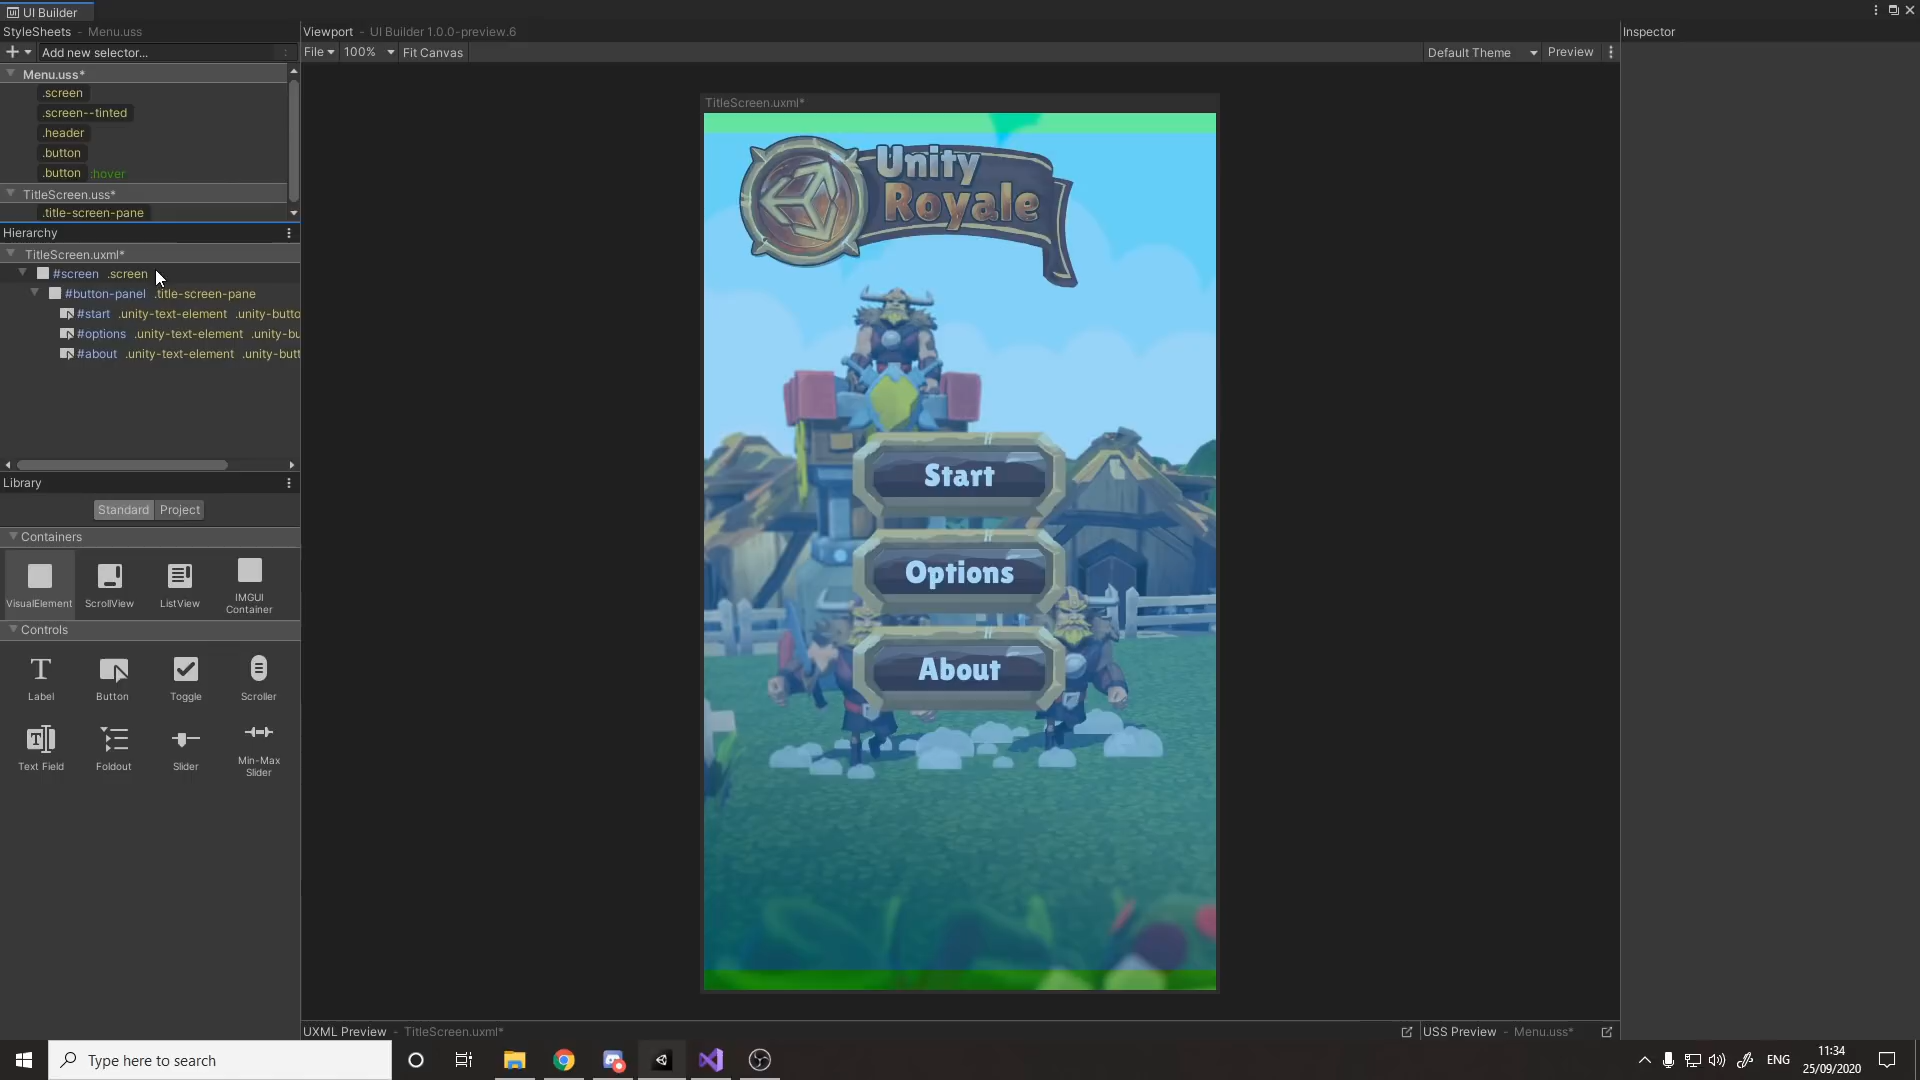 UI Builder
StyleSheets - Menu.uss
Add new selector...
Menu.uss*
.screen
.screen--tinted
.header
.button
.button :hover
TitleScreen.uss*
.title-screen-pane
Hierarchy
TitleScreen.uxml*
#screen .screen
#button-panel .title-screen-pane
#start .unity-text-element .unity-butto
#options .unity-text-element .unity-bu
#about .unity-text-element .unity-butt
Library
Standard Project
Containers
VisualElement ScrollView ListView IMGUI
Container
Controls
Label Button Toggle Scroller
Text Field Foldout Slider Min-Max
Slider
Viewport - UI Builder 1.0.0-preview.6
File 100% Fit Canvas
Default Theme Preview
TitleScreen.uxml*
Unity
Royale
Start
Options
About
Inspector
UXML Preview - TitleScreen.uxml*
USS Preview - Menu.uss*
Type here to search
ENG
11:34
25/09/2020